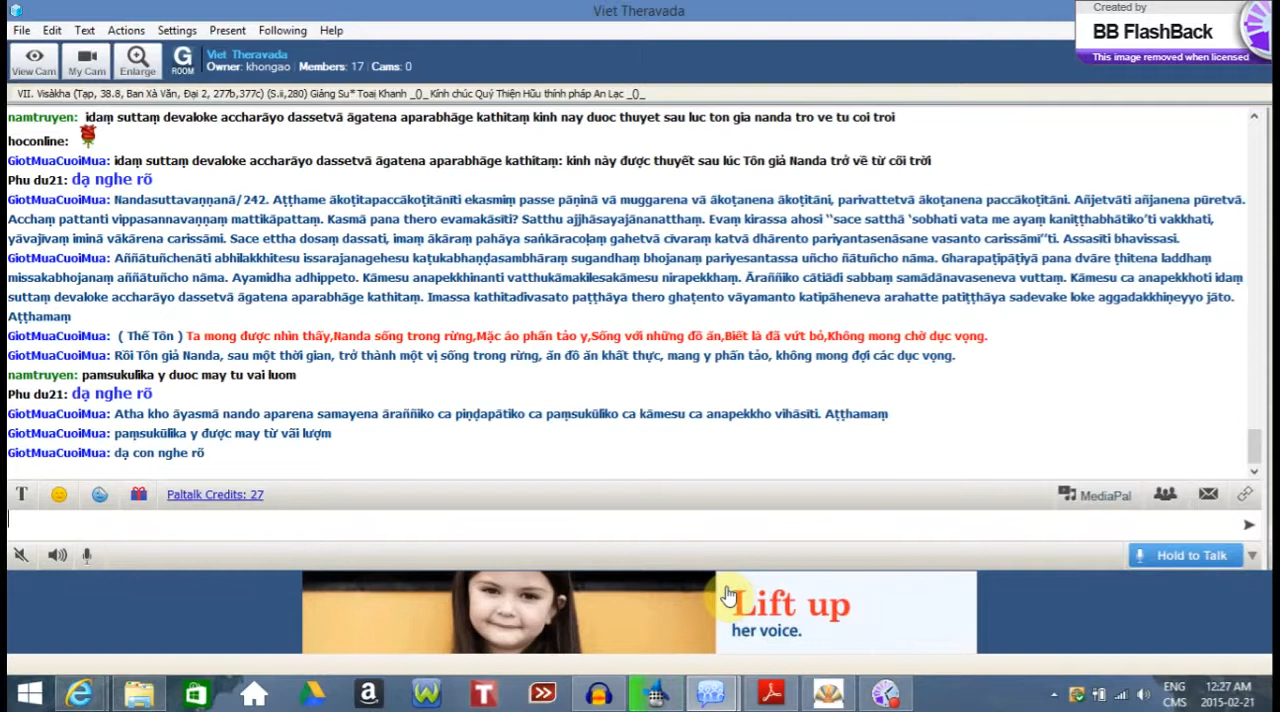 Viet Theravada
Created by
BB FlashBack
This image removed when licensed
File Edit Text Actions Settings Present Following Help
View Cam My Cam Enlarge G ROOM
Viet Theravada
Owner: khongao : Members: 17 : Cams: 0
VII. Visàkha (Tạp, 38.8, Ban Xà Văn, Đại 2, 277b,377c) (S.ii,280) Giảng Sư* Toại Khanh _()_ Kính chúc Quý Thiện Hữu thính pháp An Lạc _()_
namtruyen: idaṃ suttaṃ devaloke accharāyo dassetvā āgatena aparabhāge kathitaṃ kinh nay duoc thuyet sau luc ton gia nanda tro ve tu coi troi
hoconline:
GiotMuaCuoiMua: idaṃ suttaṃ devaloke accharāyo dassetvā āgatena aparabhāge kathitaṃ: kinh này được thuyết sau lúc Tôn giả Nanda trở về từ cõi trời
Phu du21: dạ nghe rõ
GiotMuaCuoiMua: Nandasuttavaṇṇanā/242. Aṭṭhame ākoṭitapaccākoṭitānīti ekasmiṃ passe pāṇinā vā muggarena vā ākoṭanena ākoṭitāni, parivattetvā ākoṭanena paccākoṭitāni. Añjetvāti añjanena pūretvā.
Acchaṃ pattanti vippasannavaṇṇaṃ mattikāpattaṃ. Kasmā pana thero evamakāsīti? Satthu ajjhāsayajānanatthaṃ. Evaṃ kirassa ahosi “sace satthā ‘sobhati vata me ayaṃ kaniṭṭhabhātiko’ti vakkhati,
yāvajīvaṃ iminā vākārena carissāmi. Sace ettha dosaṃ dassati, imaṃ ākāraṃ pahāya saṅkāracoḷaṃ gahetvā cīvaraṃ katvā dhārento pariyantasenāsane vasanto carissāmī”ti. Assasīti bhavissasi.
GiotMuaCuoiMua: Aññātuñchenāti abhilakkhitesu issarajanagehesu kaṭukabhaṇḍasambhāraṃ sugandhaṃ bhojanaṃ pariyesantassa uñcho ñātuñcho nāma. Gharapaṭipāṭiyā pana dvāre ṭhitena laddhaṃ
missakabhojanaṃ aññātuñcho nāma. Ayamidha adhippeto. Kāmesu anapekkhinanti vatthukāmakilesakāmesu nirapekkhaṃ. Āraññiko cātiādi sabbaṃ samādānavaseneva vuttaṃ. Kāmesu ca anapekkhoti idaṃ
suttaṃ devaloke accharāyo dassetvā āgatena aparabhāge kathitaṃ. Imassa kathitadivasato paṭṭhāya thero ghaṭento vāyamanto katipāheneva arahatte patiṭṭhāya sadevake loke aggadakkhiṇeyyo jāto.
Aṭṭhamaṃ
GiotMuaCuoiMua: ( Thế Tôn ) Ta mong được nhìn thấy,Nanda sống trong rừng,Mặc áo phấn tảo y,Sống với những đồ ăn,Biết là đã vứt bỏ,Không mong chờ dục vọng.
GiotMuaCuoiMua: Rồi Tôn giả Nanda, sau một thời gian, trở thành một vị sống trong rừng, ăn đồ ăn khất thực, mang y phấn tảo, không mong đợi các dục vọng.
namtruyen: pamsukulika y duoc may tu vai luom
Phu du21: dạ nghe rõ
GiotMuaCuoiMua: Atha kho āyasmā nando aparena samayena āraññiko ca piṇḍapātiko ca paṃsukūliko ca kāmesu ca anapekkho vihāsīti. Aṭṭhamaṃ
GiotMuaCuoiMua: paṃsukūlika y được may từ vãi lượm
GiotMuaCuoiMua: dạ con nghe rõ
Paltalk Credits: 27
MediaPal
Hold to Talk
Lift up
her voice.
ENG 12:27 AM
CMS 2015-02-21